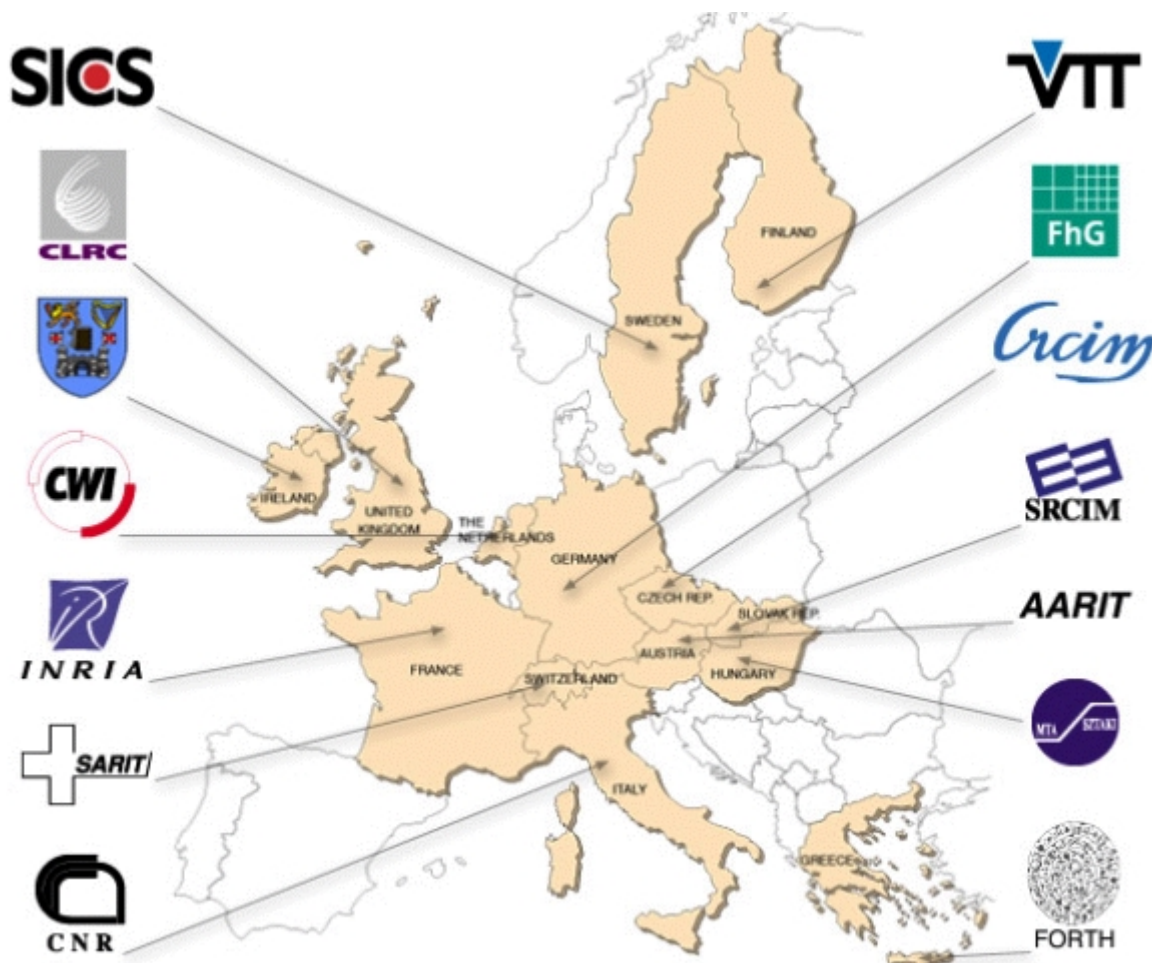 SICS
VTT
CLRC
FhG
FINLAND
Crcim
SWEDEN
CWI
SRCIM
IRELAND
UNITED
KINGDOM
THE
NETHERLANDS
GERMANY
CZECH REP.
SLOVAK REP.
AARIT
INRIA
FRANCE
AUSTRIA
HUNGARY
SWITZERLAND
MTA
SZTAKI
SARIT
ITALY
GREECE
CNR
FORTH